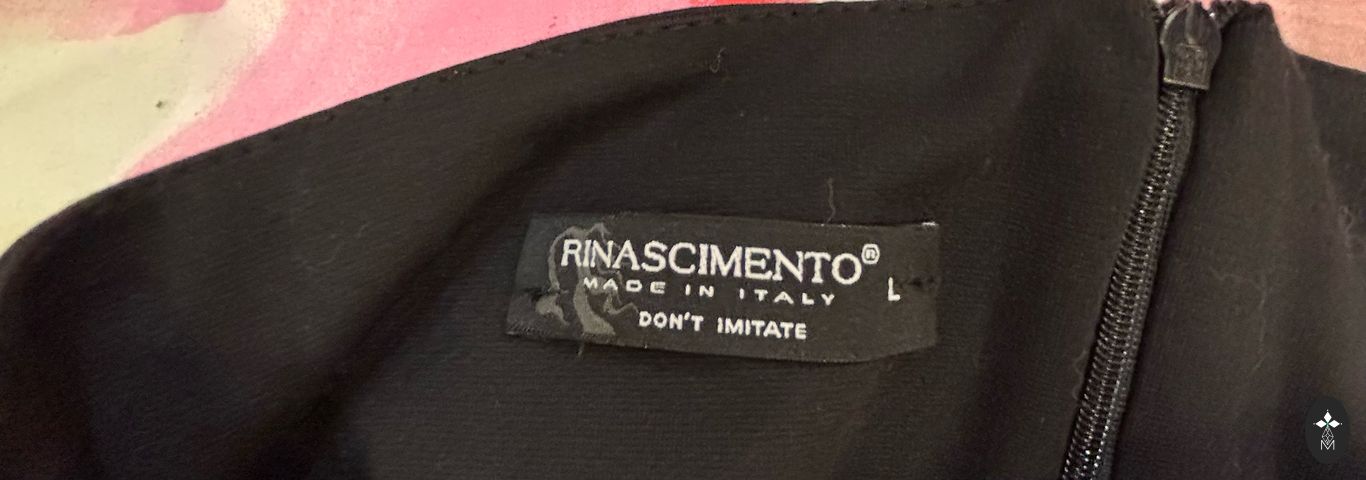 RINASCIMENTO®
MADE IN ITALY
L
DON'T IMITATE
M